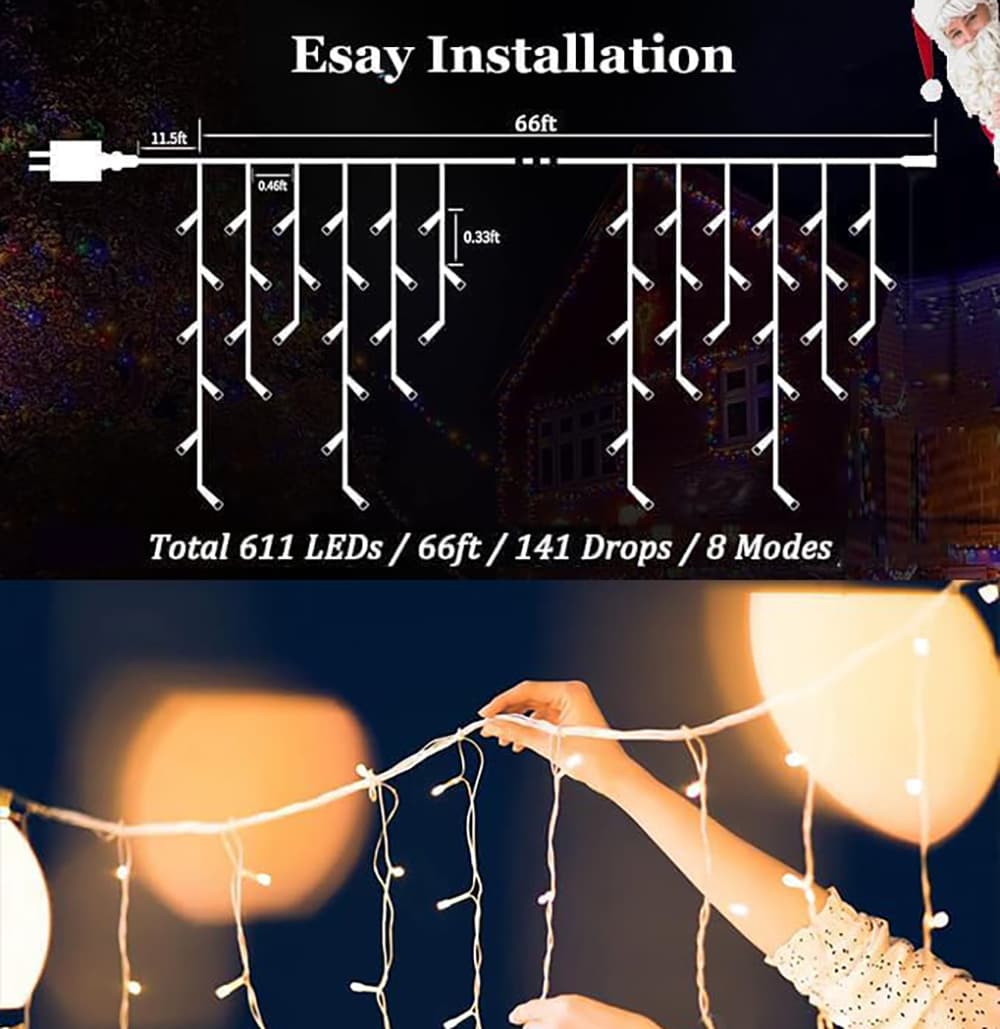 Esay Installation
66ft
11.5ft
0.46ft
0.33ft
Total 611 LEDs / 66ft / 141 Drops / 8 Modes